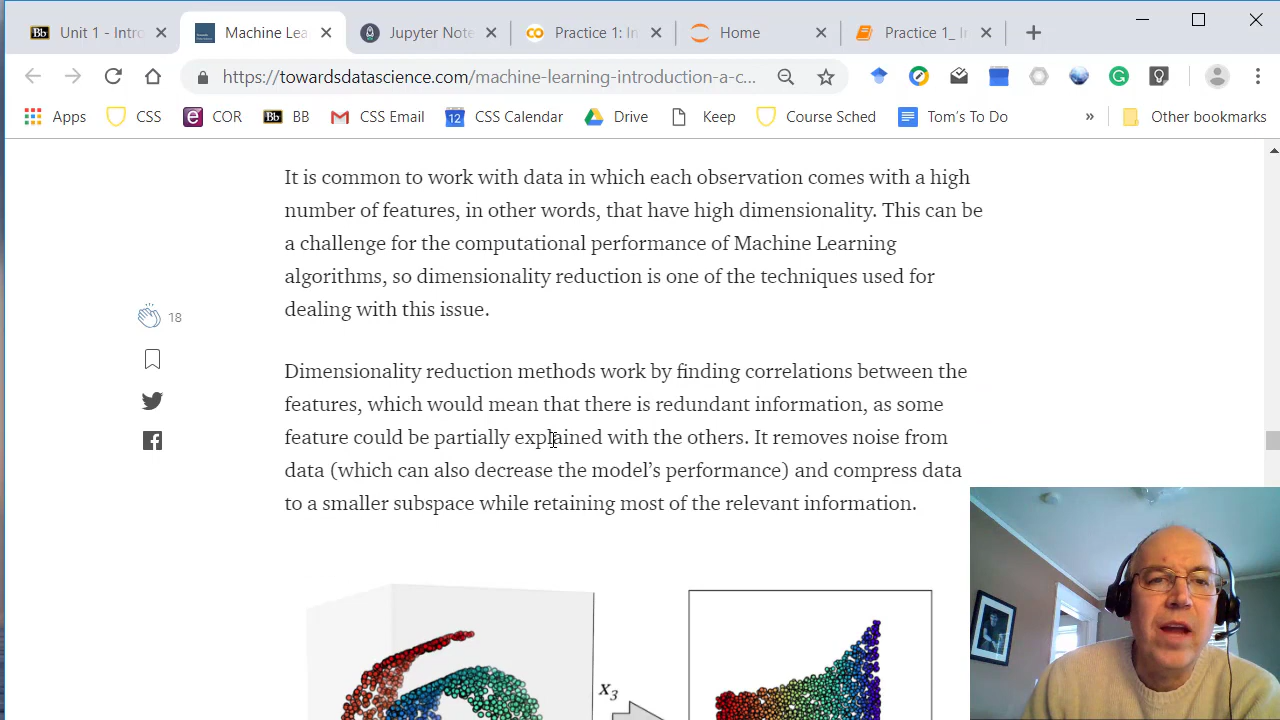 Bb Unit 1 - Intro
Machine Lea
Jupyter Note
Practice 1: In
Home
Practice 1_ In
https://towardsdatascience.com/machine-learning-introduction-a-c...
Apps
CSS
COR
Bb BB
CSS Email
12 CSS Calendar
Drive
Keep
Course Sched
Tom's To Do
»
Other bookmarks
It is common to work with data in which each observation comes with a high
number of features, in other words, that have high dimensionality. This can be
a challenge for the computational performance of Machine Learning
algorithms, so dimensionality reduction is one of the techniques used for
dealing with this issue.
18
Dimensionality reduction methods work by finding correlations between the
features, which would mean that there is redundant information, as some
feature could be partially explained with the others. It removes noise from
data (which can also decrease the model’s performance) and compress data
to a smaller subspace while retaining most of the relevant information.
x₃